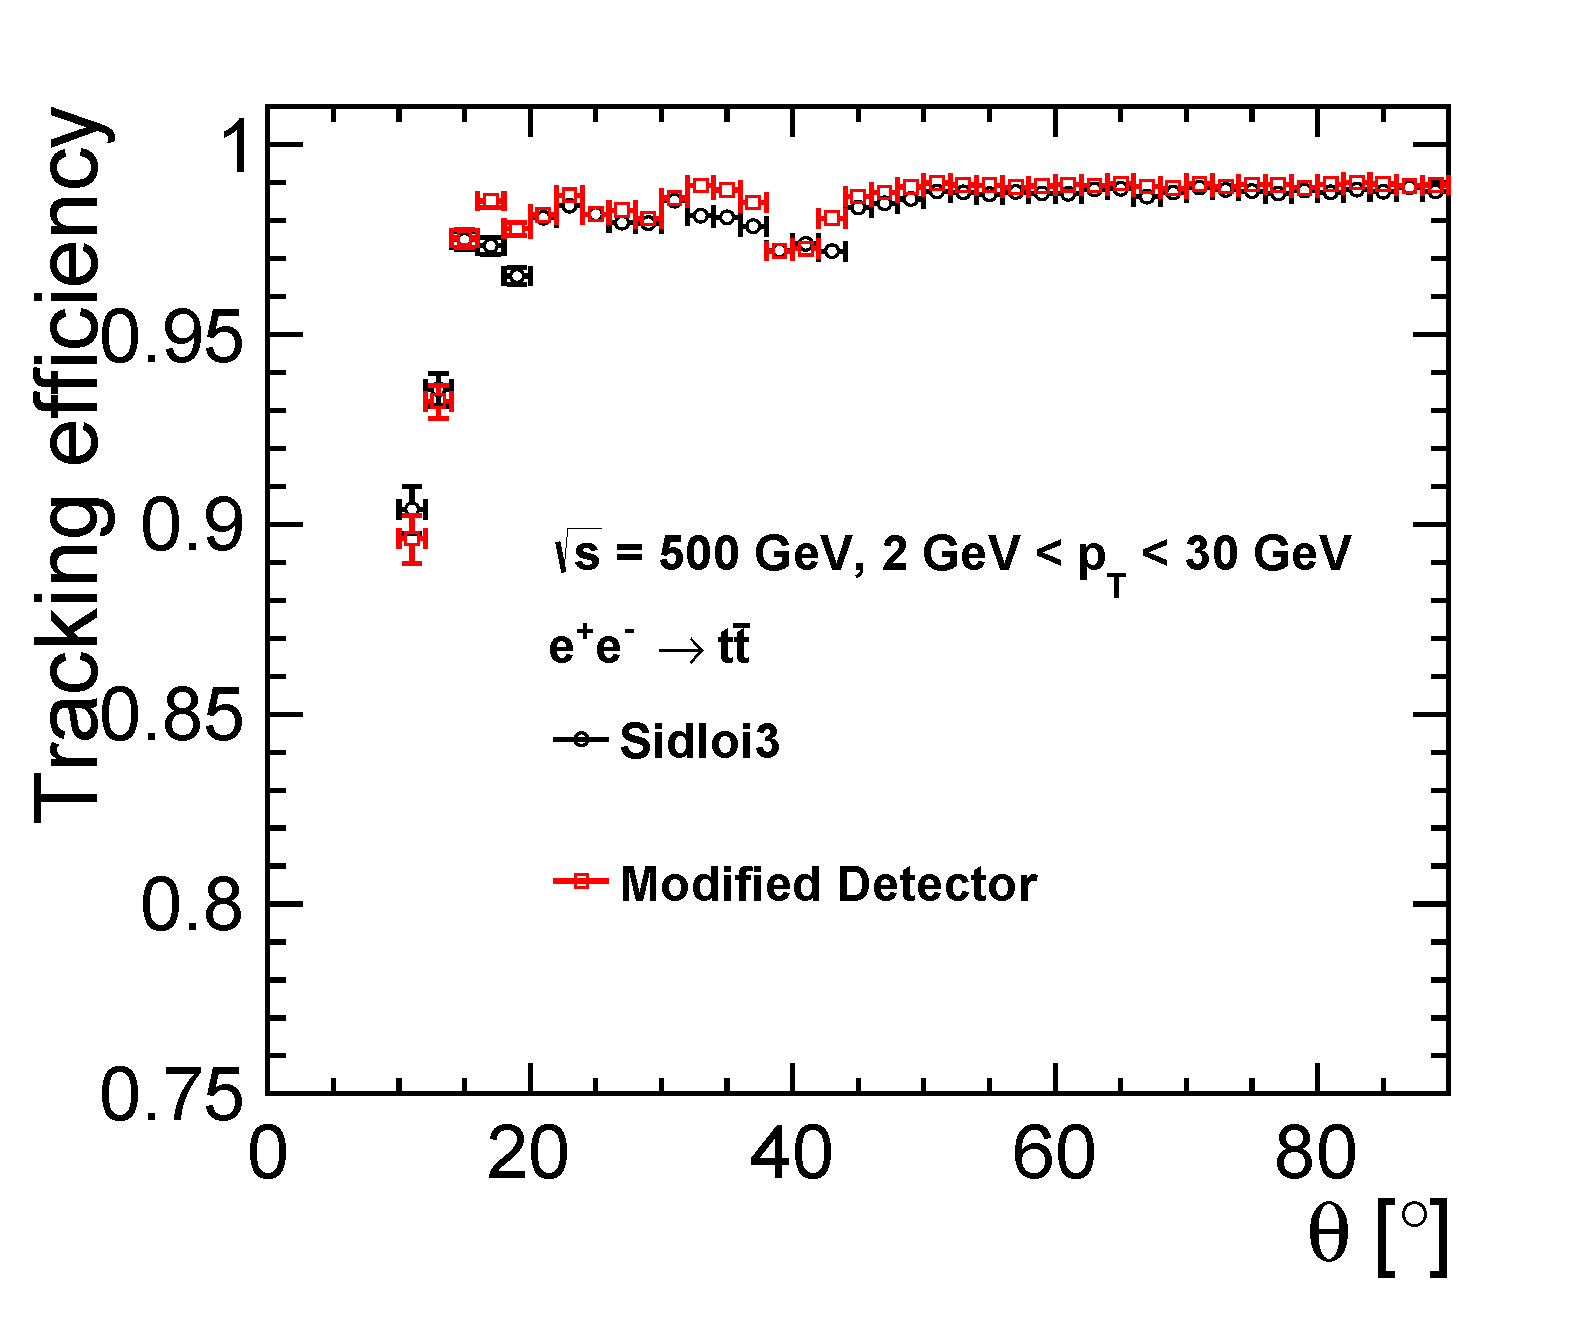 Tracking efficiency
1
0.95
0.9
0.85
0.8
0.75
0 20 40 60 80
θ [°]
√s = 500 GeV, 2 GeV < pT < 30 GeV
e+e- → tt̄
Sidloi3
Modified Detector